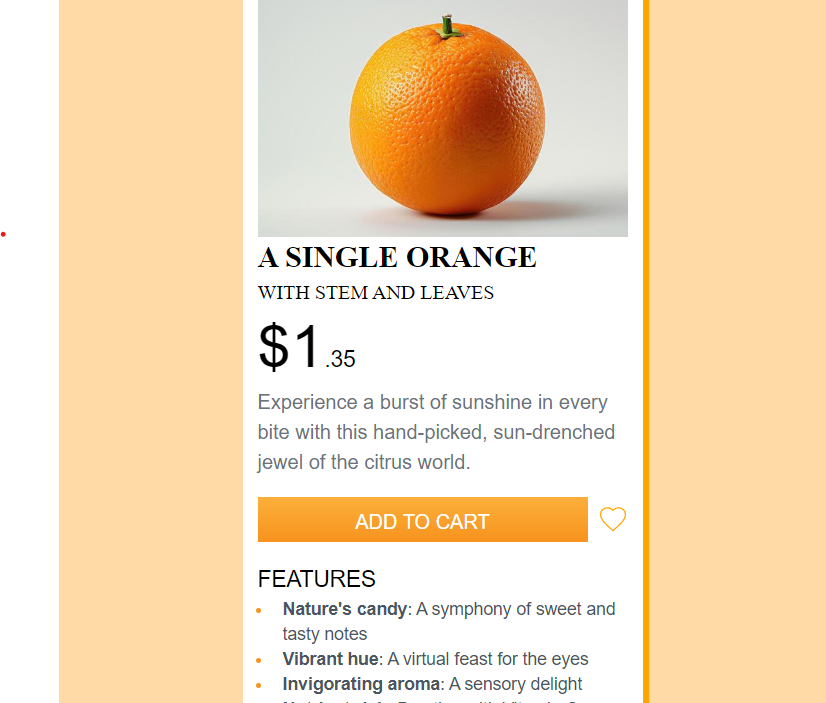 A SINGLE ORANGE
WITH STEM AND LEAVES
$1.35
Experience a burst of sunshine in every
bite with this hand-picked, sun-drenched
jewel of the citrus world.
ADD TO CART
FEATURES
Nature's candy: A symphony of sweet and
tasty notes
Vibrant hue: A virtual feast for the eyes
Invigorating aroma: A sensory delight